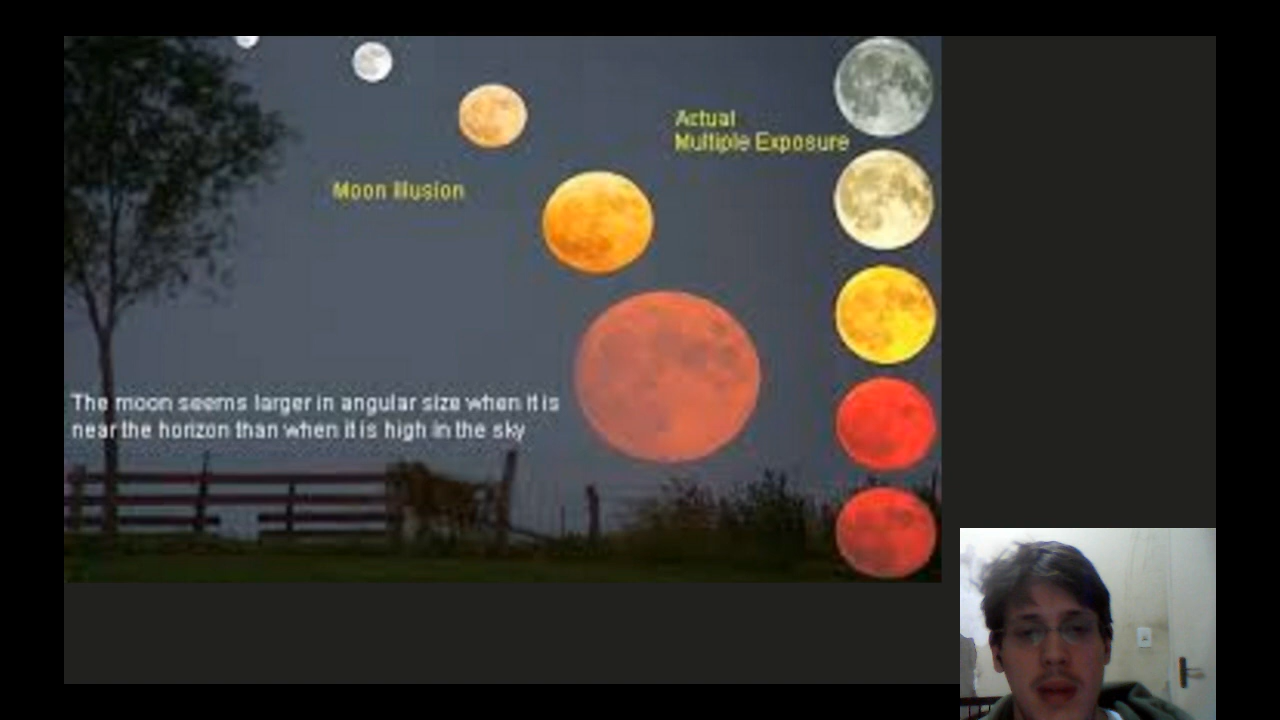 Actual
Multiple Exposure
Moon Illusion
The moon seems larger in angular size when it is
near the horizon than when it is high in the sky